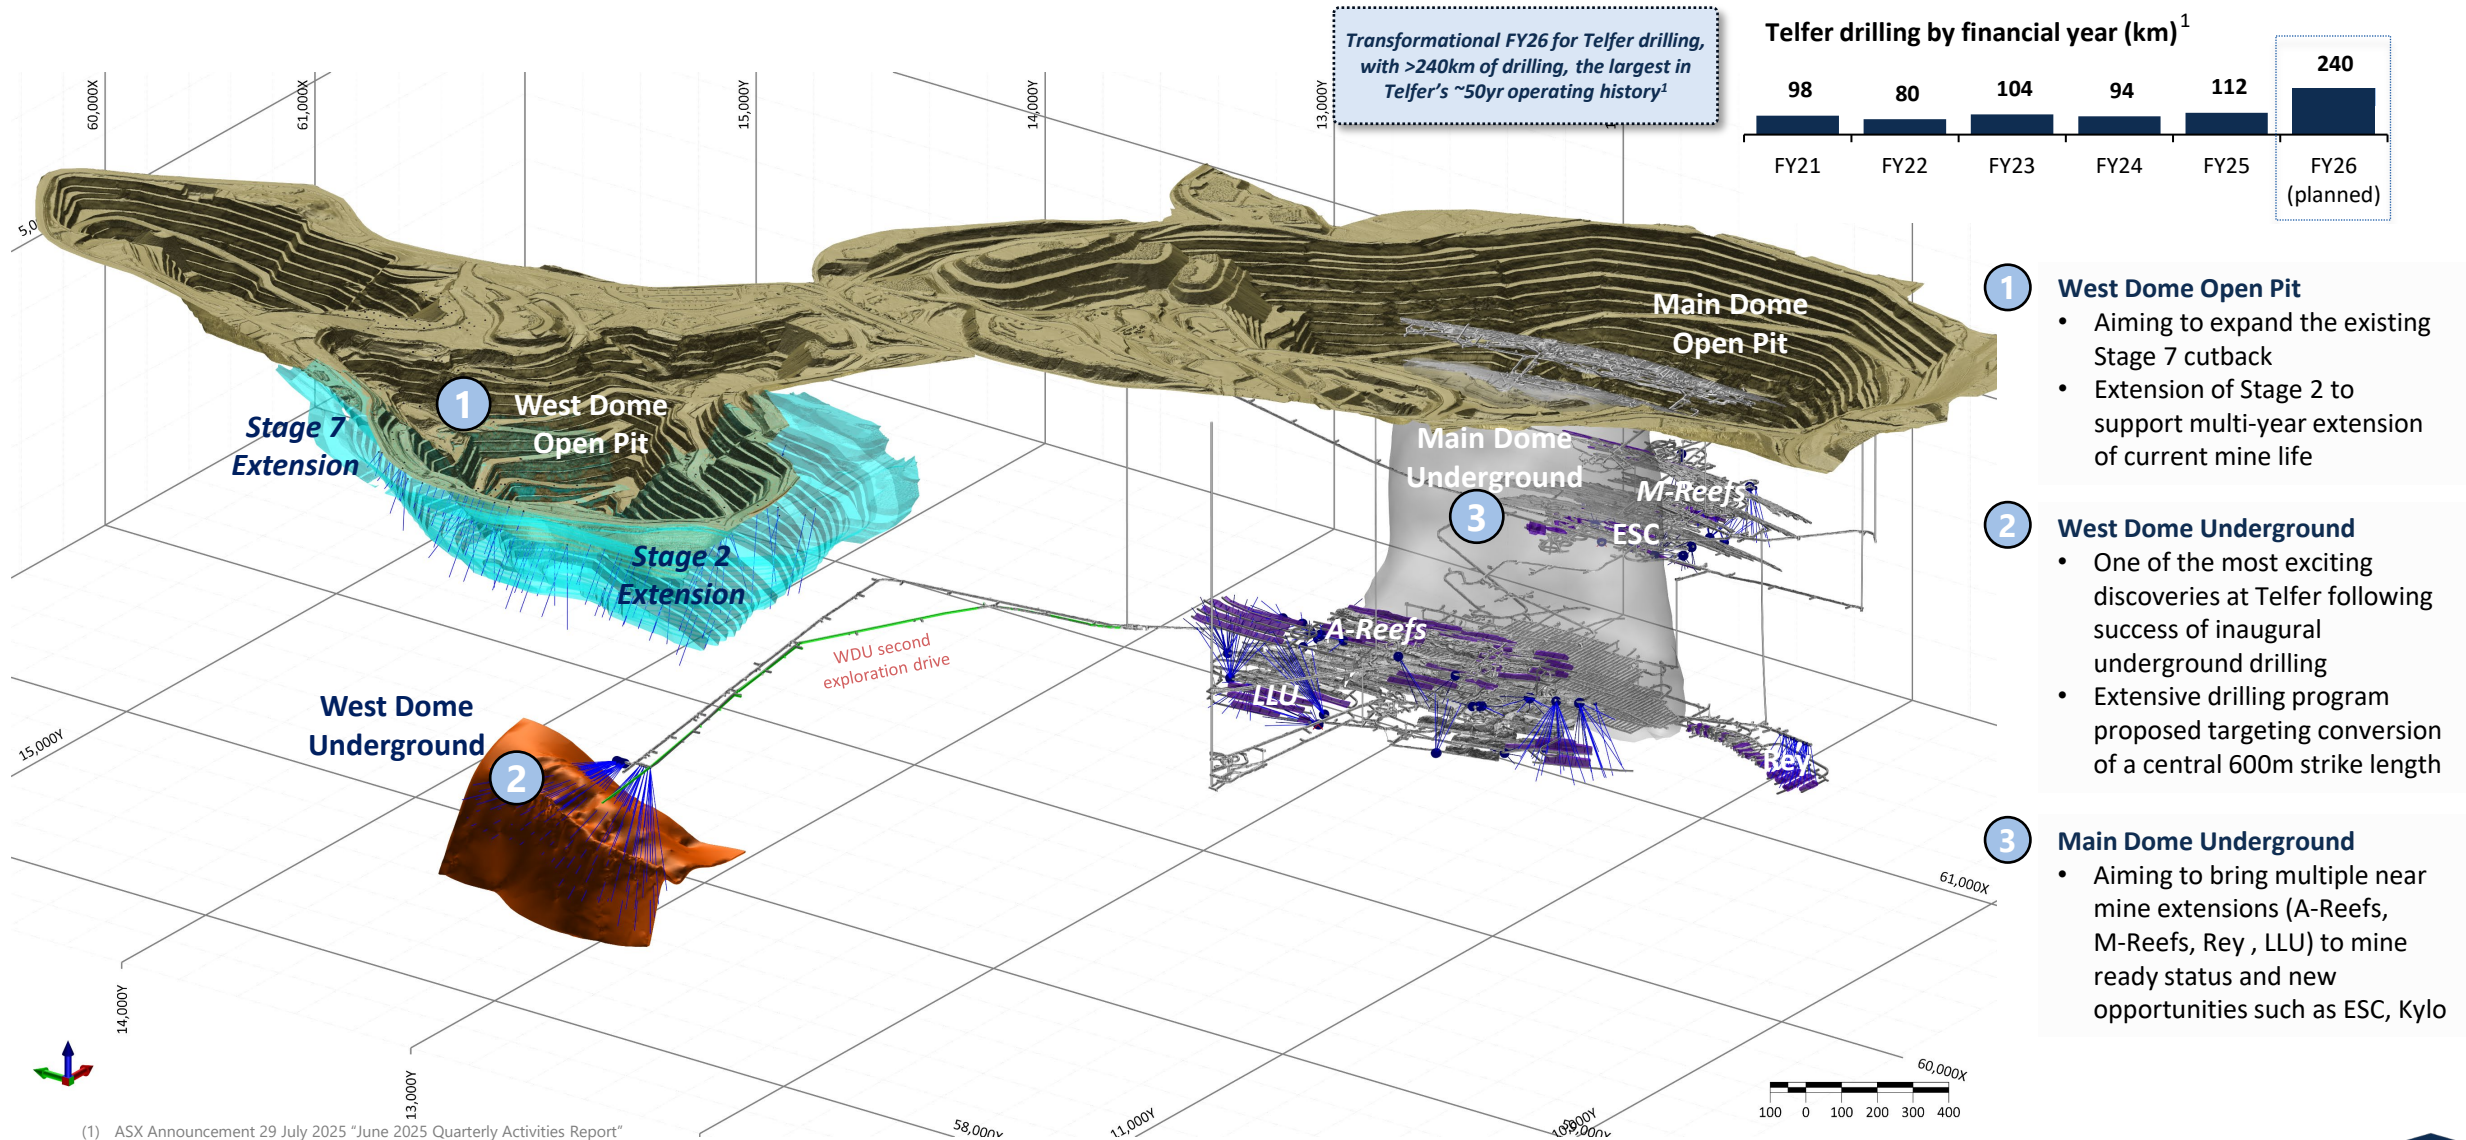 Transformational FY26 for Telfer drilling,
with >240km of drilling, the largest in
Telfer's ~50yr operating history¹
Telfer drilling by financial year (km)¹
98
80
104
94
112
240
FY21
FY22
FY23
FY24
FY25
FY26
(planned)
60,000X
61,000X
15,000Y
14,000Y
13,000Y
Main Dome
Open Pit
1
West Dome
Open Pit
Stage 7
Extension
Stage 2
Extension
Main Dome
Underground
3
M-Reefs
ESC
A-Reefs
LLU
Rey
WDU second
exploration drive
West Dome
Underground
2
15,000Y
14,000Y
13,000Y
58,000X
11,000Y
61,000X
60,000X
100 0 100 200 300 400
1
West Dome Open Pit
• Aiming to expand the existing
Stage 7 cutback
• Extension of Stage 2 to
support multi-year extension
of current mine life
2
West Dome Underground
• One of the most exciting
discoveries at Telfer following
success of inaugural
underground drilling
• Extensive drilling program
proposed targeting conversion
of a central 600m strike length
3
Main Dome Underground
• Aiming to bring multiple near
mine extensions (A-Reefs,
M-Reefs, Rey , LLU) to mine
ready status and new
opportunities such as ESC, Kylo
(1) ASX Announcement 29 July 2025 "June 2025 Quarterly Activities Report"